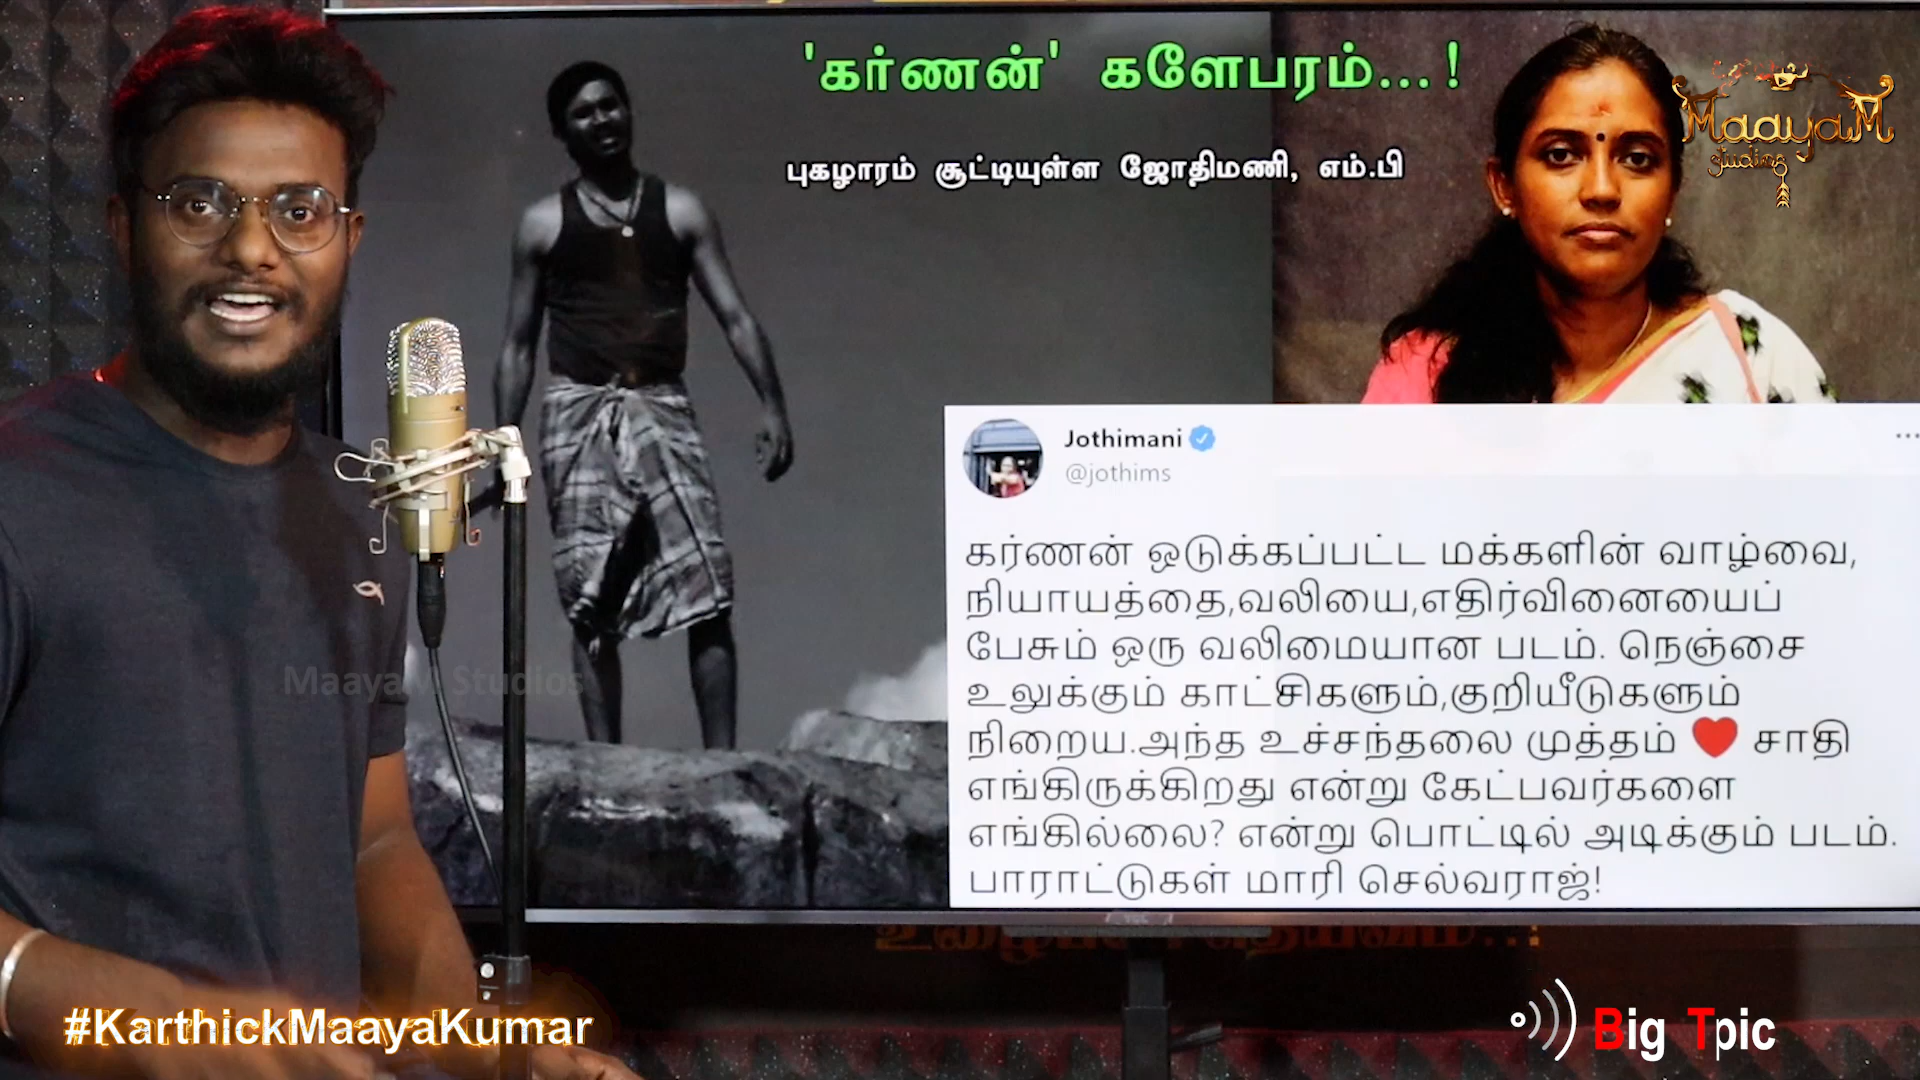 'கர்ணன்' களேபரம்...!
புகழாரம் சூட்டியுள்ள ஜோதிமணி, எம்.பி
MaayaM
studios
Jothimani
@jothims
கர்ணன் ஒடுக்கப்பட்ட மக்களின் வாழ்வை,
நியாயத்தை,வலியை,எதிர்வினையைப்
பேசும் ஒரு வலிமையான படம். நெஞ்சை
உலுக்கும் காட்சிகளும்,குறியீடுகளும்
நிறைய.அந்த உச்சந்தலை முத்தம் ❤️ சாதி
எங்கிருக்கிறது என்று கேட்பவர்களை
எங்கில்லை? என்று பொட்டில் அடிக்கும் படம்.
பாராட்டுகள் மாரி செல்வராஜ்!
MaayaM Studios
#KarthickMaayaKumar
Big Tpic